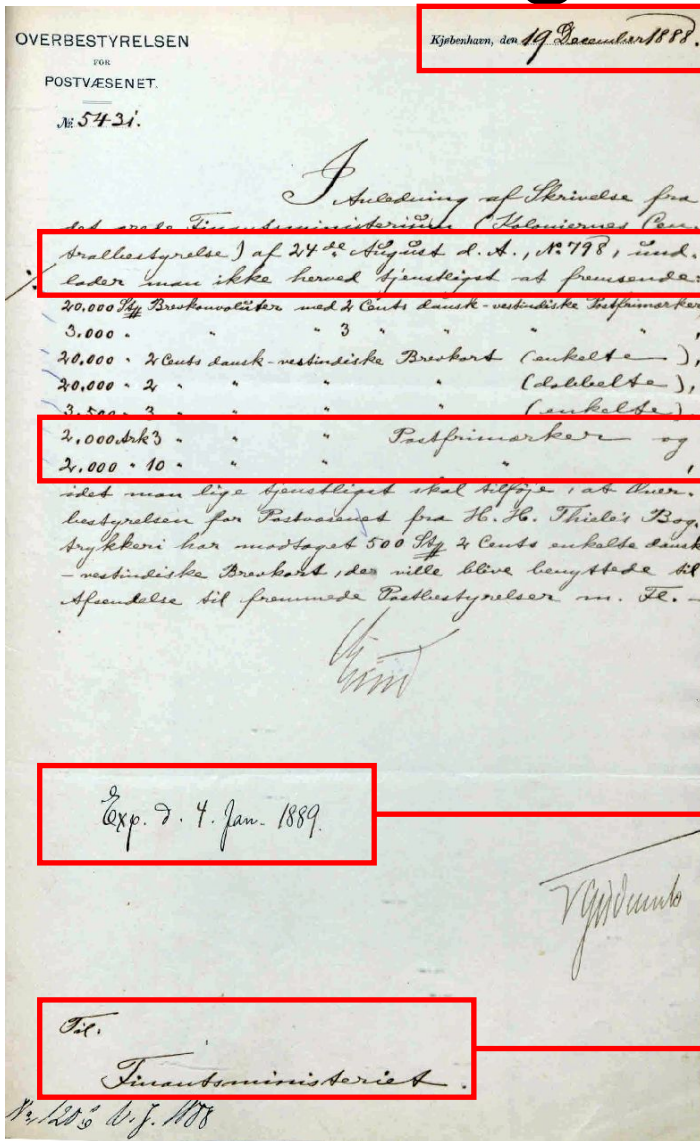 OVERBESTYRELSEN
FOR
POSTVÆSENET.
№ 5431.
Kjøbenhavn, den 19 December 1888.
I Anledning af Skrivelse fra
det ærede Finantsministerium (Koloniernes Cen-
tralbestyrelse) af 24de August d. A., № 798, und-
lader man ikke herved tjenstligst at fremsende:
20.000 Stk Brevkonvoluter med 2 Cents dansk-vestindiske Postfrimærker
3.000 " " 3 " " " "
20.000 " 2 Cents dansk-vestindiske Brevkort (enkelte),
20.000 " 2 " " " (dobbelte),
3.500 " 3 " " " (enkelte)
2.000 Ark 3 " " " Postfrimærker og
2.000 " 10 " " " " ,
idet man lige tjenstligst skal tilføje, at Over-
bestyrelsen for Postvæsenet fra H. H. Thiele's Bog-
trykkeri har modtaget 500 Stk 2 Cents enkelte dansk
-vestindiske Brevkort, der ville blive benyttede til
Afsendelse til fremmede Postbestyrelser m. Fl. -
Exp. d. 4. Jan. 1889.
Til.
Finantsministeriet.